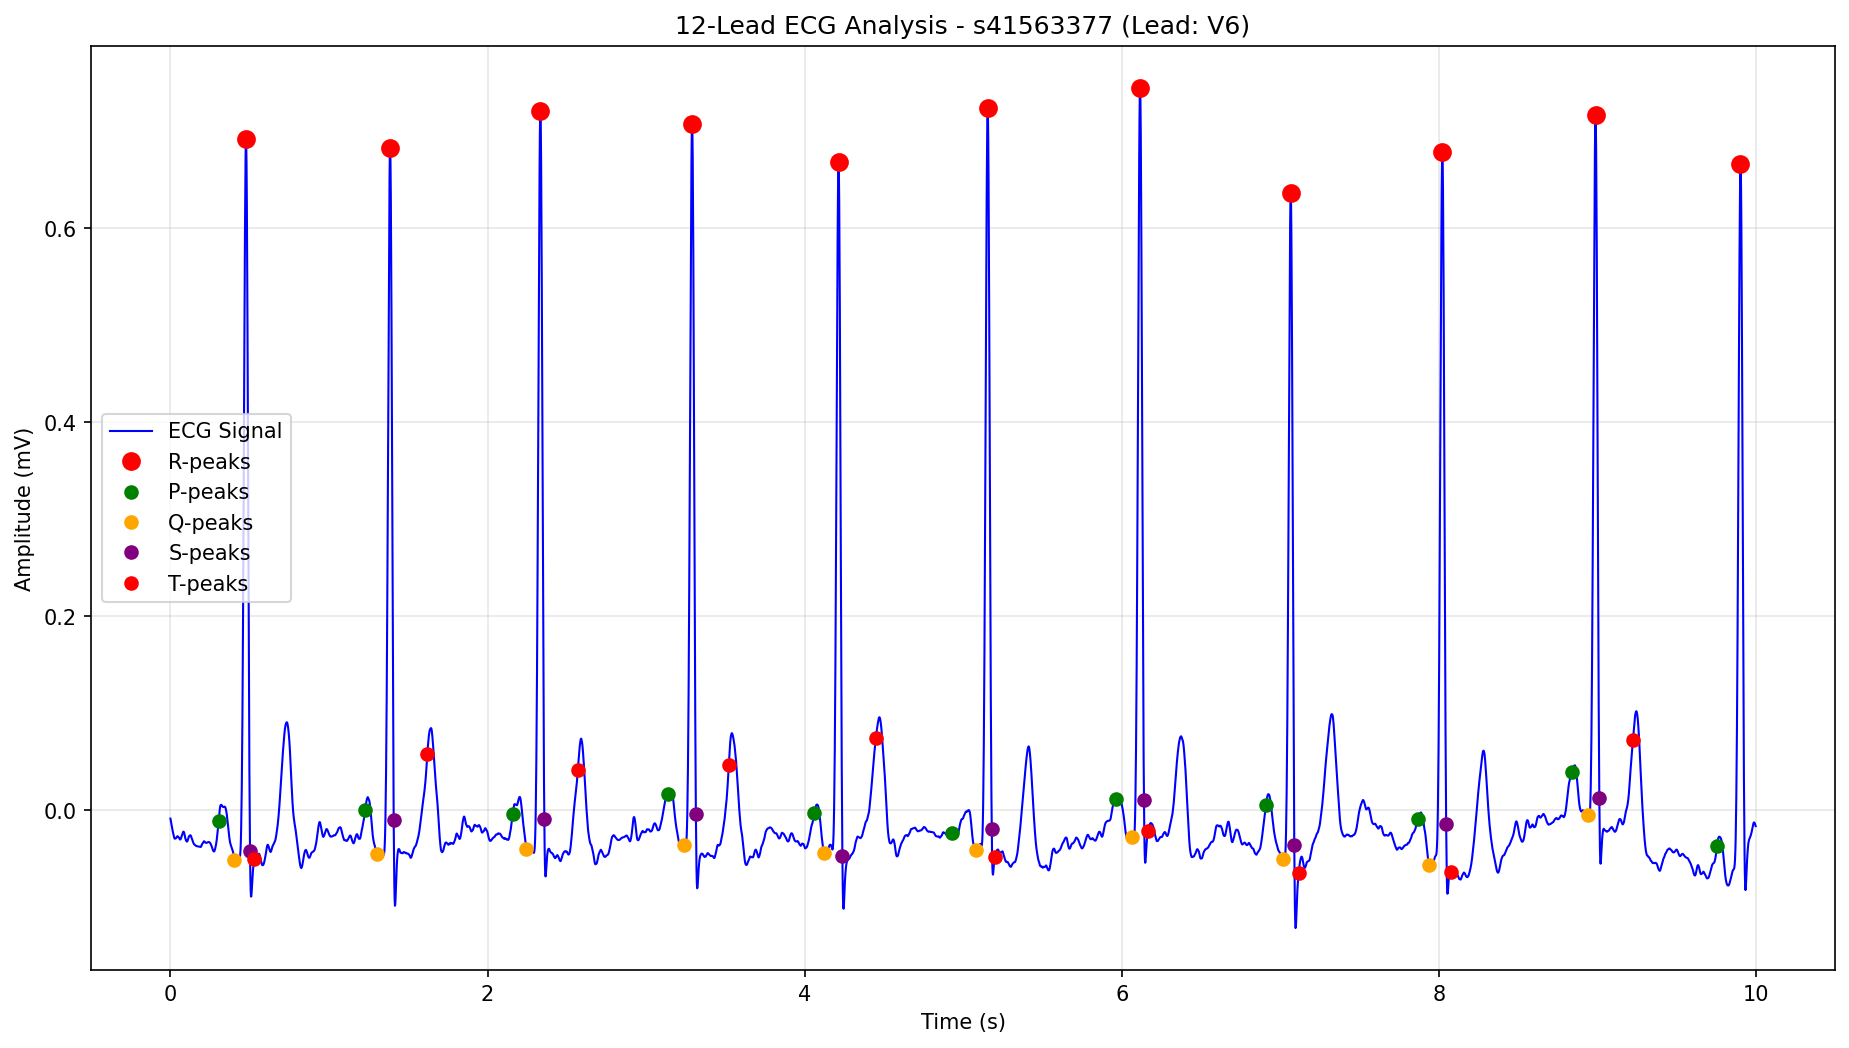 12-Lead ECG Analysis - s41563377 (Lead: V6)
Amplitude (mV)
0.6
0.4
0.2
0.0
ECG Signal
R-peaks
P-peaks
Q-peaks
S-peaks
T-peaks
0 2 4 6 8 10
Time (s)